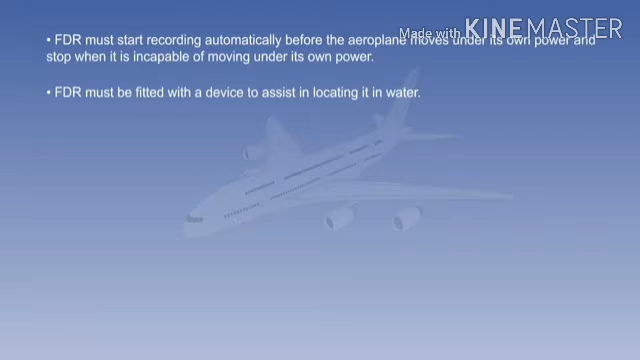 Made with KINEMASTER
• FDR must start recording automatically before the aeroplane moves under its own power and
stop when it is incapable of moving under its own power.
• FDR must be fitted with a device to assist in locating it in water.